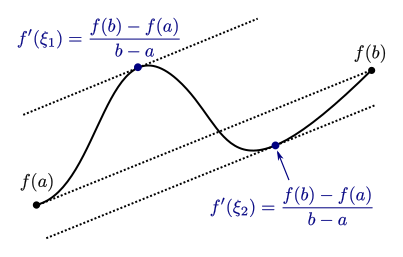 f′(ξ₁) = (f(b) − f(a)) / (b − a)
f(b)
f(a)
f′(ξ₂) = (f(b) − f(a)) / (b − a)